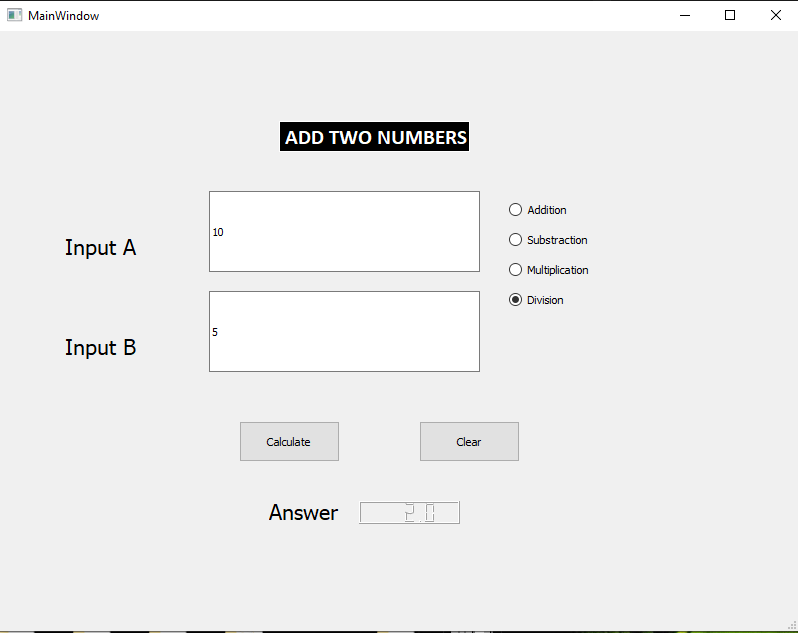 MainWindow
ADD TWO NUMBERS
Input A
10
Addition
Substraction
Multiplication
Division
Input B
5
Calculate
Clear
Answer
2.0